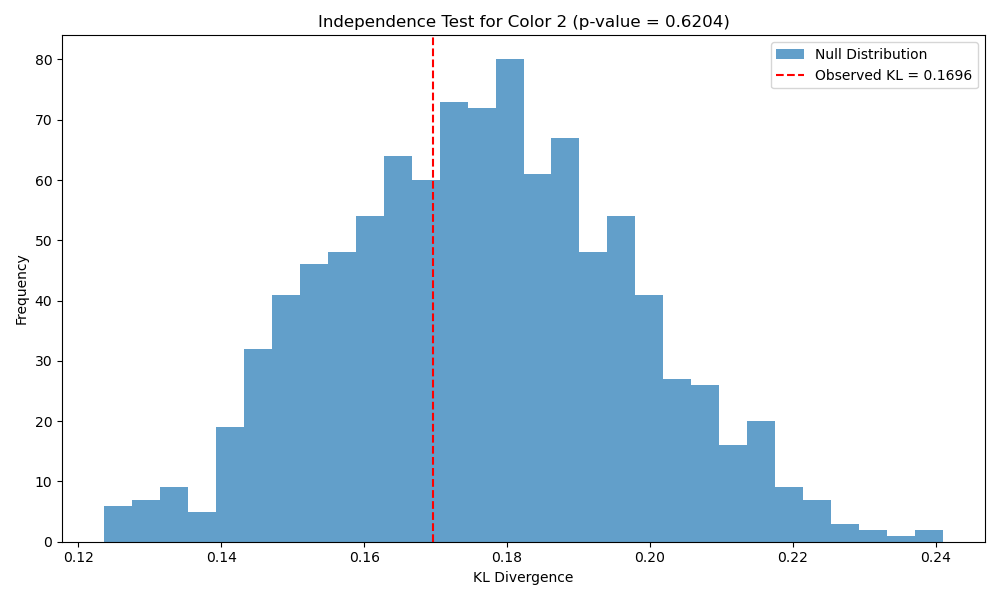 Independence Test for Color 2 (p-value = 0.6204)
Null Distribution
Observed KL = 0.1696
80
70
60
50
40
30
20
10
0
Frequency
0.12 0.14 0.16 0.18 0.20 0.22 0.24
KL Divergence